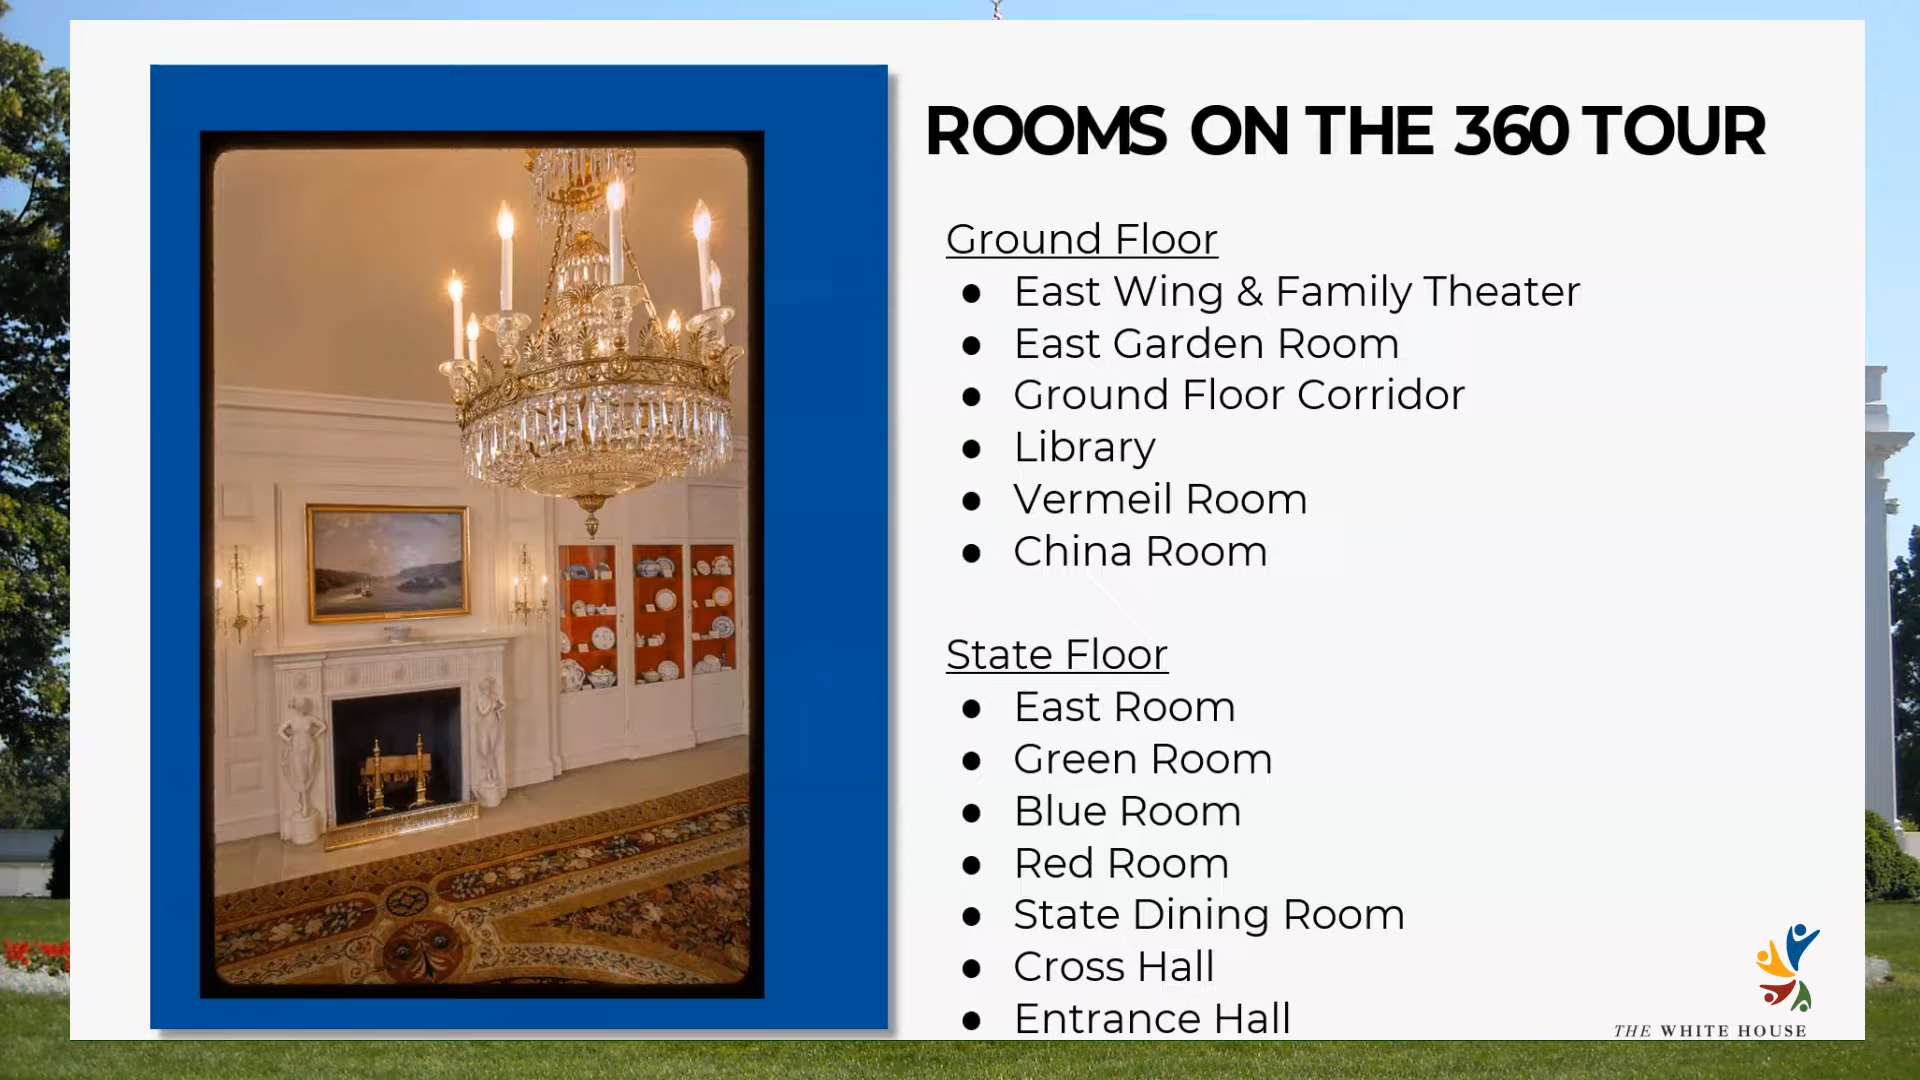 ROOMS ON THE 360 TOUR
Ground Floor
● East Wing & Family Theater
● East Garden Room
● Ground Floor Corridor
● Library
● Vermeil Room
● China Room
State Floor
● East Room
● Green Room
● Blue Room
● Red Room
● State Dining Room
● Cross Hall
● Entrance Hall
THE WHITE HOUSE